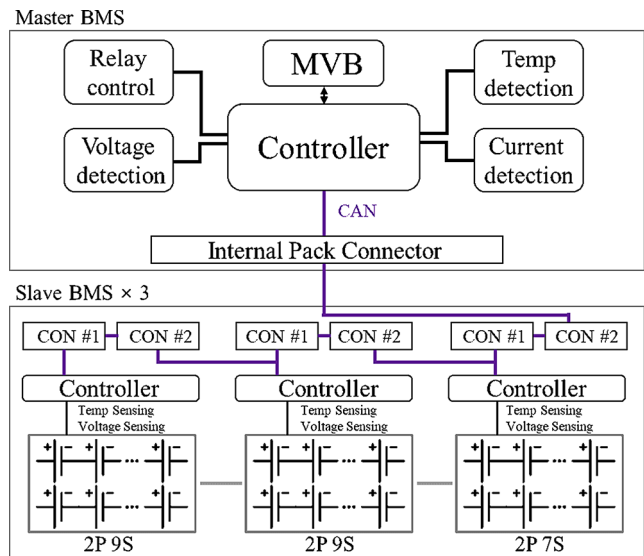 Master BMS
Relay
control
MVB
Temp
detection
Voltage
detection
Controller
Current
detection
CAN
Internal Pack Connector
Slave BMS × 3
CON #1
CON #2
CON #1
CON #2
CON #1
CON #2
Controller
Controller
Controller
Temp Sensing
Voltage Sensing
Temp Sensing
Voltage Sensing
Temp Sensing
Voltage Sensing
+ − + − ··· + −
+ − + − ··· + −
+ − + − ··· + −
+ − + − ··· + −
+ − + − ··· + −
+ − + − ··· + −
2P 9S
2P 9S
2P 7S